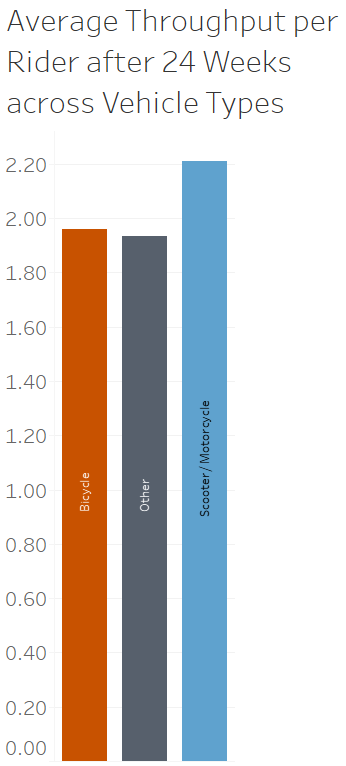 Average Throughput per
Rider after 24 Weeks
across Vehicle Types
2.20
2.00
1.80
1.60
1.40
1.20
1.00
0.80
0.60
0.40
0.20
0.00
Bicycle
Other
Scooter / Motorcycle